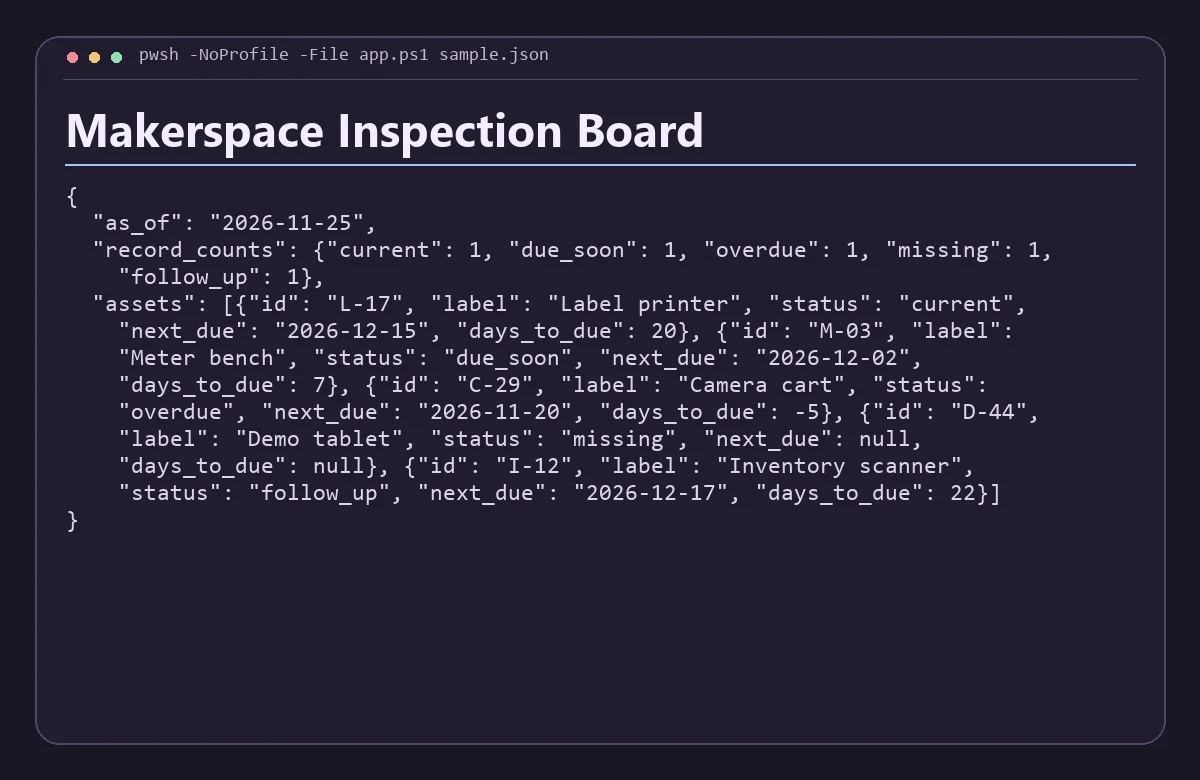 pwsh -NoProfile -File app.ps1 sample.json
Makerspace Inspection Board
{
  "as_of": "2026-11-25",
  "record_counts": {"current": 1, "due_soon": 1, "overdue": 1, "missing": 1,
    "follow_up": 1},
  "assets": [{"id": "L-17", "label": "Label printer", "status": "current",
    "next_due": "2026-12-15", "days_to_due": 20}, {"id": "M-03", "label":
    "Meter bench", "status": "due_soon", "next_due": "2026-12-02",
    "days_to_due": 7}, {"id": "C-29", "label": "Camera cart", "status":
    "overdue", "next_due": "2026-11-20", "days_to_due": -5}, {"id": "D-44",
    "label": "Demo tablet", "status": "missing", "next_due": null,
    "days_to_due": null}, {"id": "I-12", "label": "Inventory scanner",
    "status": "follow_up", "next_due": "2026-12-17", "days_to_due": 22}]
}